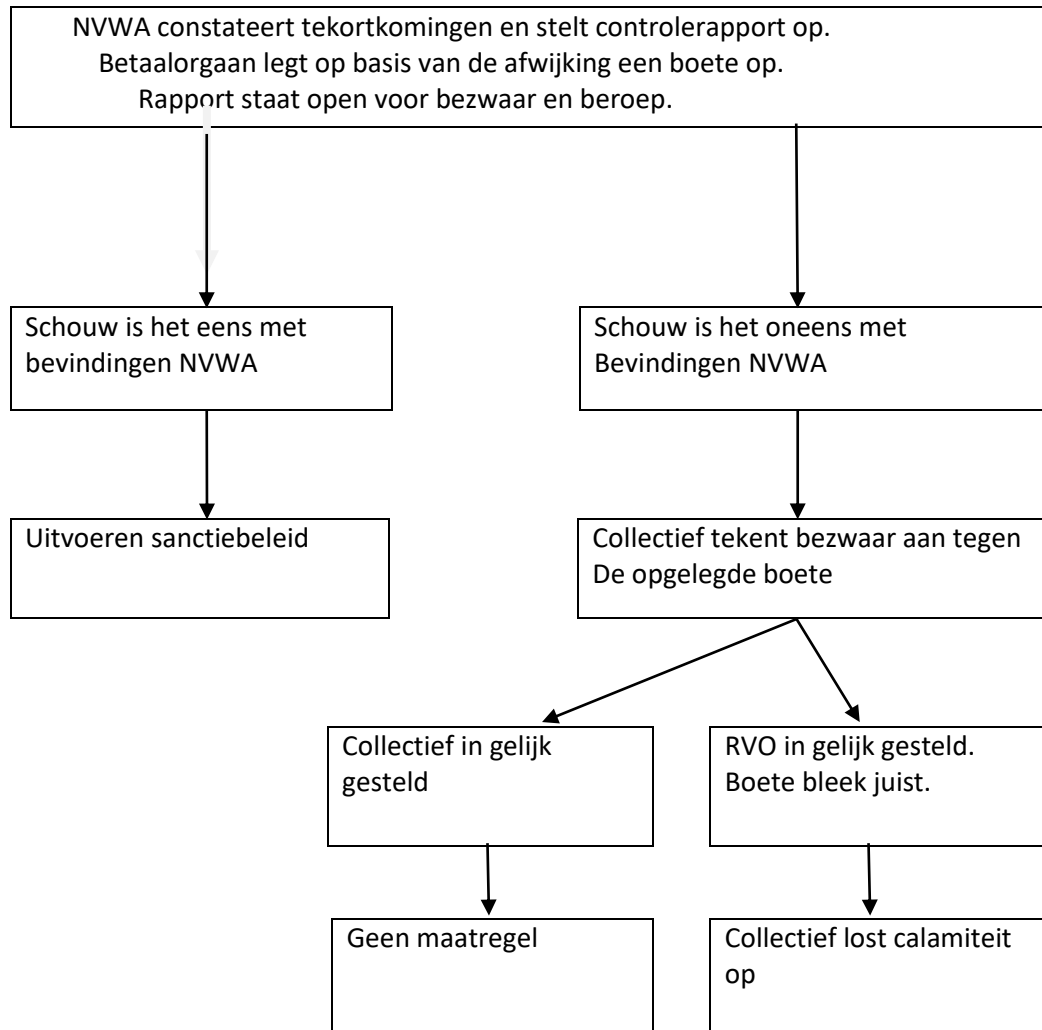 NVWA constateert tekortkomingen en stelt controlerapport op.
Betaalorgaan legt op basis van de afwijking een boete op.
Rapport staat open voor bezwaar en beroep.
Schouw is het eens met
bevindingen NVWA
Schouw is het oneens met
Bevindingen NVWA
Uitvoeren sanctiebeleid
Collectief tekent bezwaar aan tegen
De opgelegde boete
Collectief in gelijk
gesteld
RVO in gelijk gesteld.
Boete bleek juist.
Geen maatregel
Collectief lost calamiteit
op